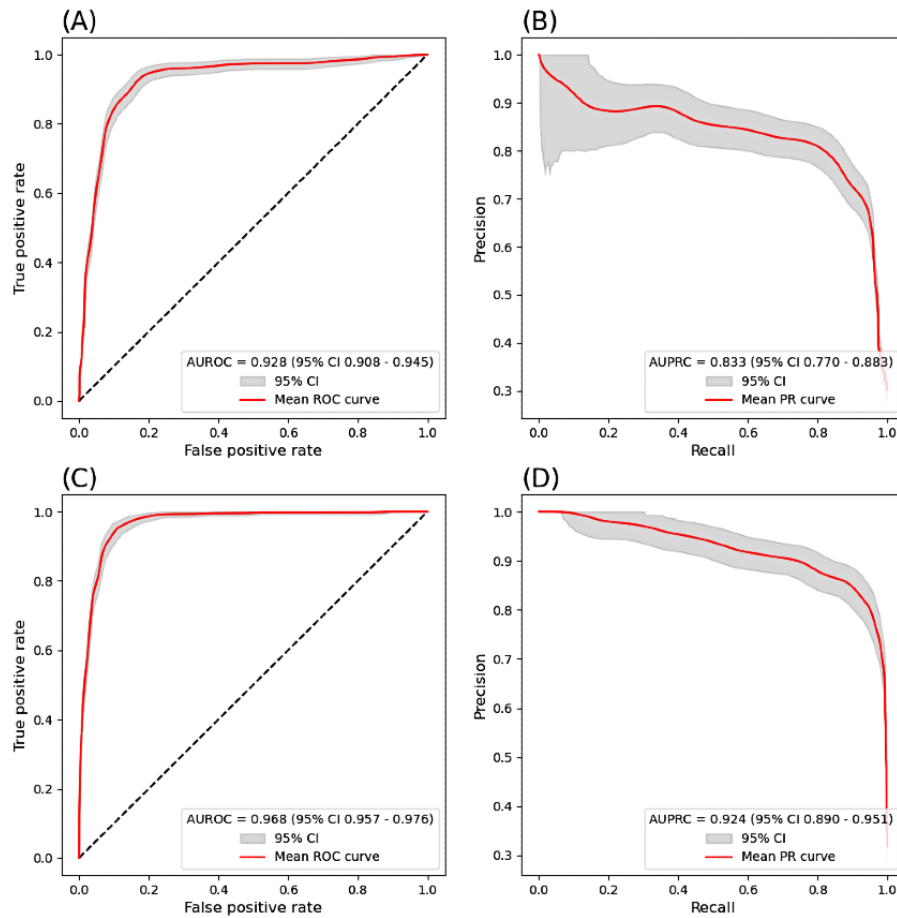 (A)
1.0
0.8
0.6
0.4
0.2
0.0
True positive rate
AUROC = 0.928 (95% CI 0.908 - 0.945)
95% CI
Mean ROC curve
0.0 0.2 0.4 0.6 0.8 1.0
False positive rate
(B)
1.0
0.9
0.8
0.7
0.6
0.5
0.4
0.3
Precision
AUPRC = 0.833 (95% CI 0.770 - 0.883)
95% CI
Mean PR curve
0.0 0.2 0.4 0.6 0.8 1.0
Recall
(C)
1.0
0.8
0.6
0.4
0.2
0.0
True positive rate
AUROC = 0.968 (95% CI 0.957 - 0.976)
95% CI
Mean ROC curve
0.0 0.2 0.4 0.6 0.8 1.0
False positive rate
(D)
1.0
0.9
0.8
0.7
0.6
0.5
0.4
0.3
Precision
AUPRC = 0.924 (95% CI 0.890 - 0.951)
95% CI
Mean PR curve
0.0 0.2 0.4 0.6 0.8 1.0
Recall